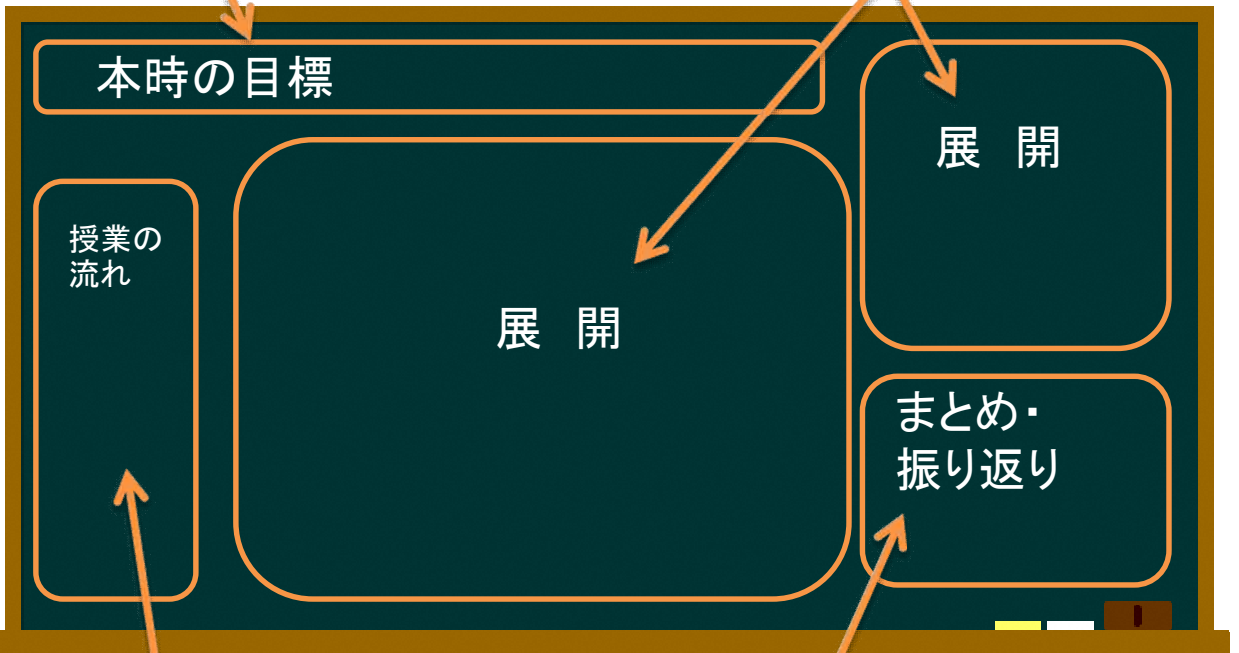 本時の目標
授業の
流れ
展　開
展　開
まとめ・
振り返り